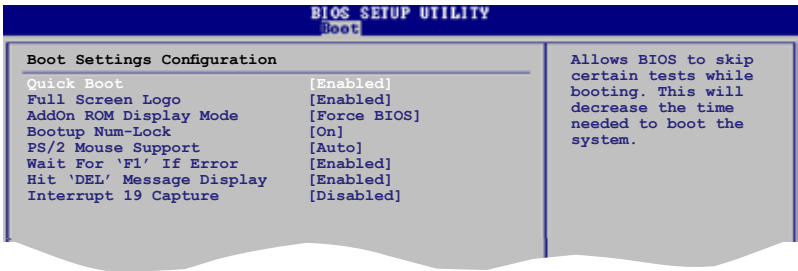 BIOS SETUP UTILITY
Boot
Boot Settings Configuration
Quick Boot [Enabled]
Full Screen Logo [Enabled]
AddOn ROM Display Mode [Force BIOS]
Bootup Num-Lock [On]
PS/2 Mouse Support [Auto]
Wait For ‘F1’ If Error [Enabled]
Hit ‘DEL’ Message Display [Enabled]
Interrupt 19 Capture [Disabled]
Allows BIOS to skip
certain tests while
booting. This will
decrease the time
needed to boot the
system.